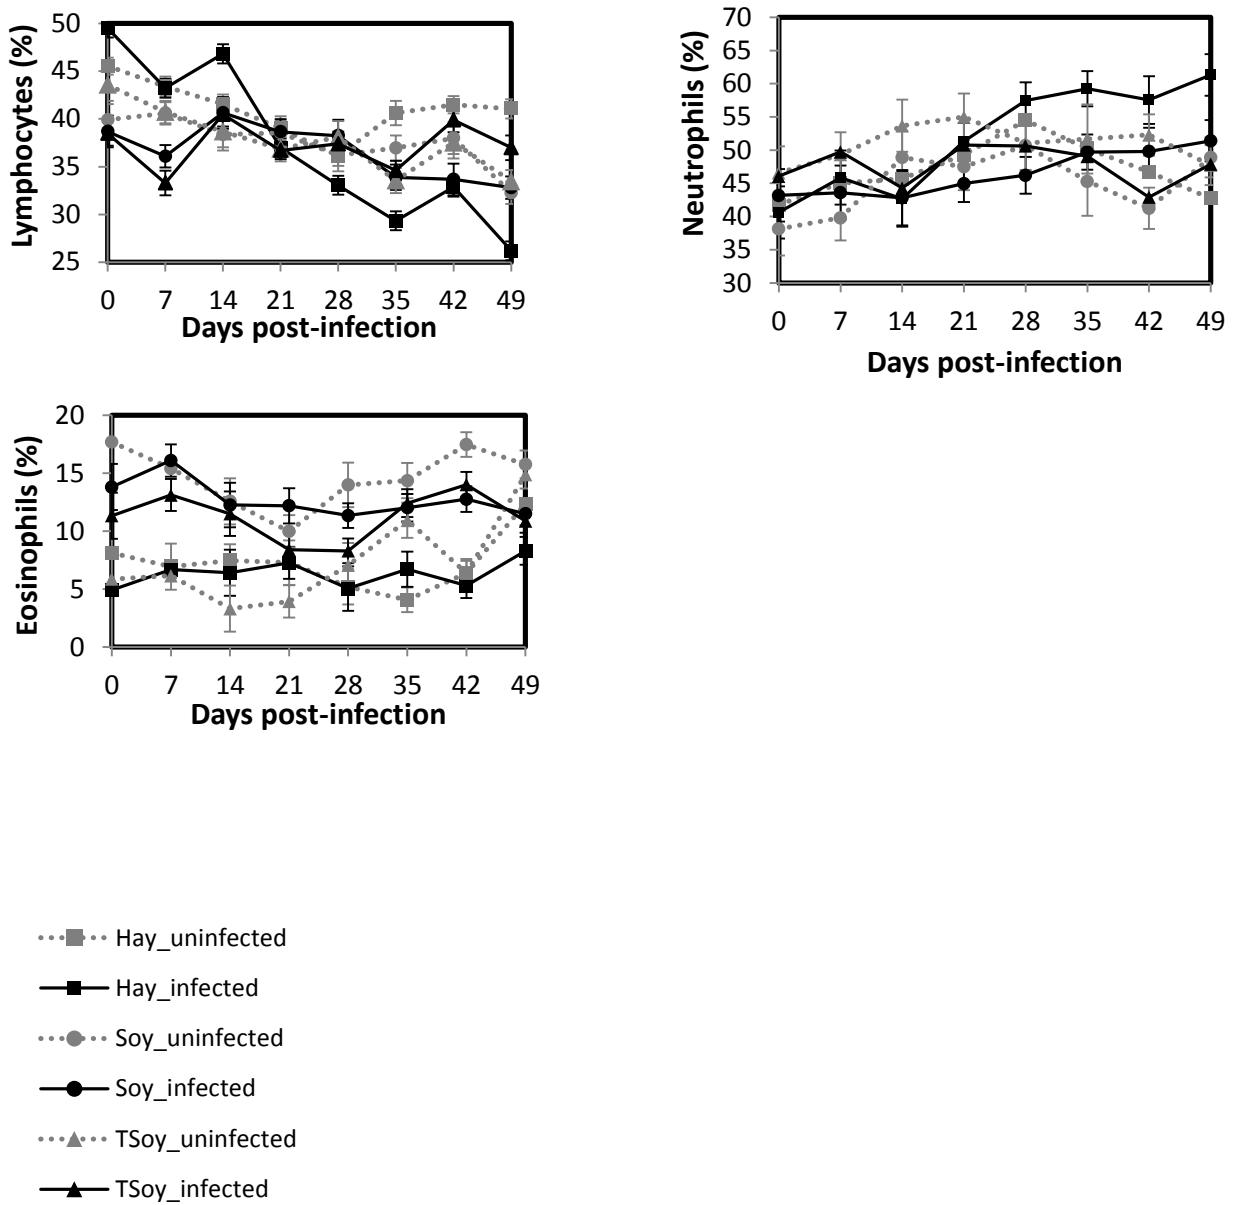 Lymphocytes (%)
50
45
40
35
30
25
0 7 14 21 28 35 42 49
Days post-infection
Neutrophils (%)
70
65
60
55
50
45
40
35
30
0 7 14 21 28 35 42 49
Days post-infection
Eosinophils (%)
20
15
10
5
0
0 7 14 21 28 35 42 49
Days post-infection
Hay_uninfected
Hay_infected
Soy_uninfected
Soy_infected
TSoy_uninfected
TSoy_infected